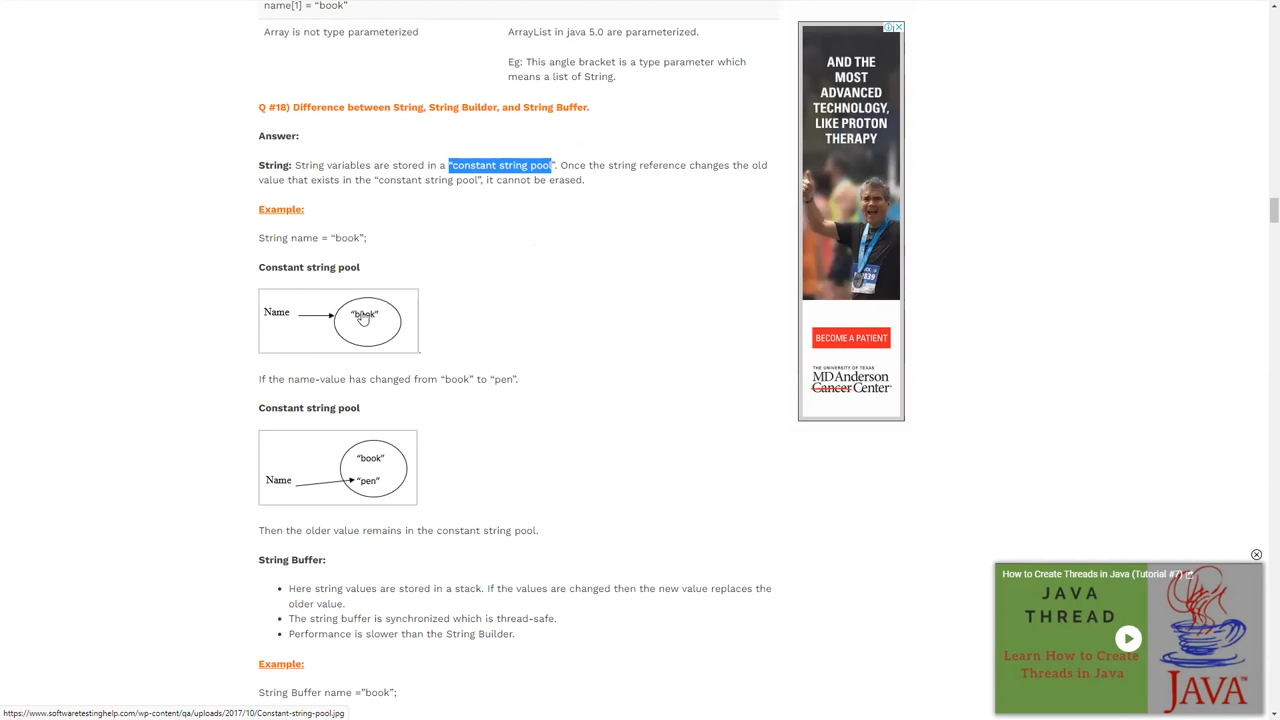 name[1] = “book”
Array is not type parameterized
ArrayList in java 5.0 are parameterized.
Eg: This angle bracket is a type parameter which
means a list of String.
Q #18) Difference between String, String Builder, and String Buffer.
Answer:
String: String variables are stored in a “constant string pool”. Once the string reference changes the old
value that exists in the “constant string pool”, it cannot be erased.
Example:
String name = “book”;
Constant string pool
Name
“book”
If the name-value has changed from “book” to “pen”.
Constant string pool
“book”
Name
“pen”
Then the older value remains in the constant string pool.
String Buffer:
• Here string values are stored in a stack. If the values are changed then the new value replaces the
older value.
• The string buffer is synchronized which is thread-safe.
• Performance is slower than the String Builder.
Example:
String Buffer name =”book”;
https://www.softwaretestinghelp.com/wp-content/qa/uploads/2017/10/Constant-string-pool.jpg
AND THE
MOST
ADVANCED
TECHNOLOGY,
LIKE PROTON
THERAPY
839
BECOME A PATIENT
THE UNIVERSITY OF TEXAS
MD Anderson
Cancer Center
How to Create Threads in Java (Tutorial #7)
JAVA
THREAD
Learn How to Create
Threads in Java
JAVA™